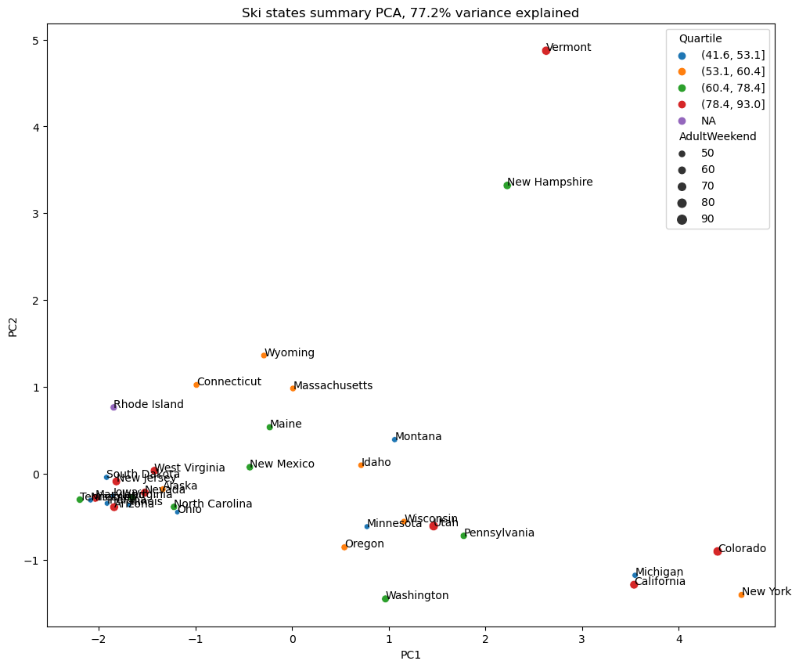 Ski states summary PCA, 77.2% variance explained
Vermont
New Hampshire
Wyoming
Connecticut
Massachusetts
Rhode Island
Maine
Montana
New Mexico
Idaho
West Virginia
South Dakota
New Jersey
Alaska
Nevada
Iowa
Arizona
North Carolina
Ohio
Wisconsin
Minnesota
Utah
Pennsylvania
Oregon
Colorado
Michigan
California
New York
Washington
Quartile
(41.6, 53.1]
(53.1, 60.4]
(60.4, 78.4]
(78.4, 93.0]
NA
AdultWeekend
50
60
70
80
90
PC2
5
4
3
2
1
0
−1
−2
−1
0
1
2
3
4
PC1